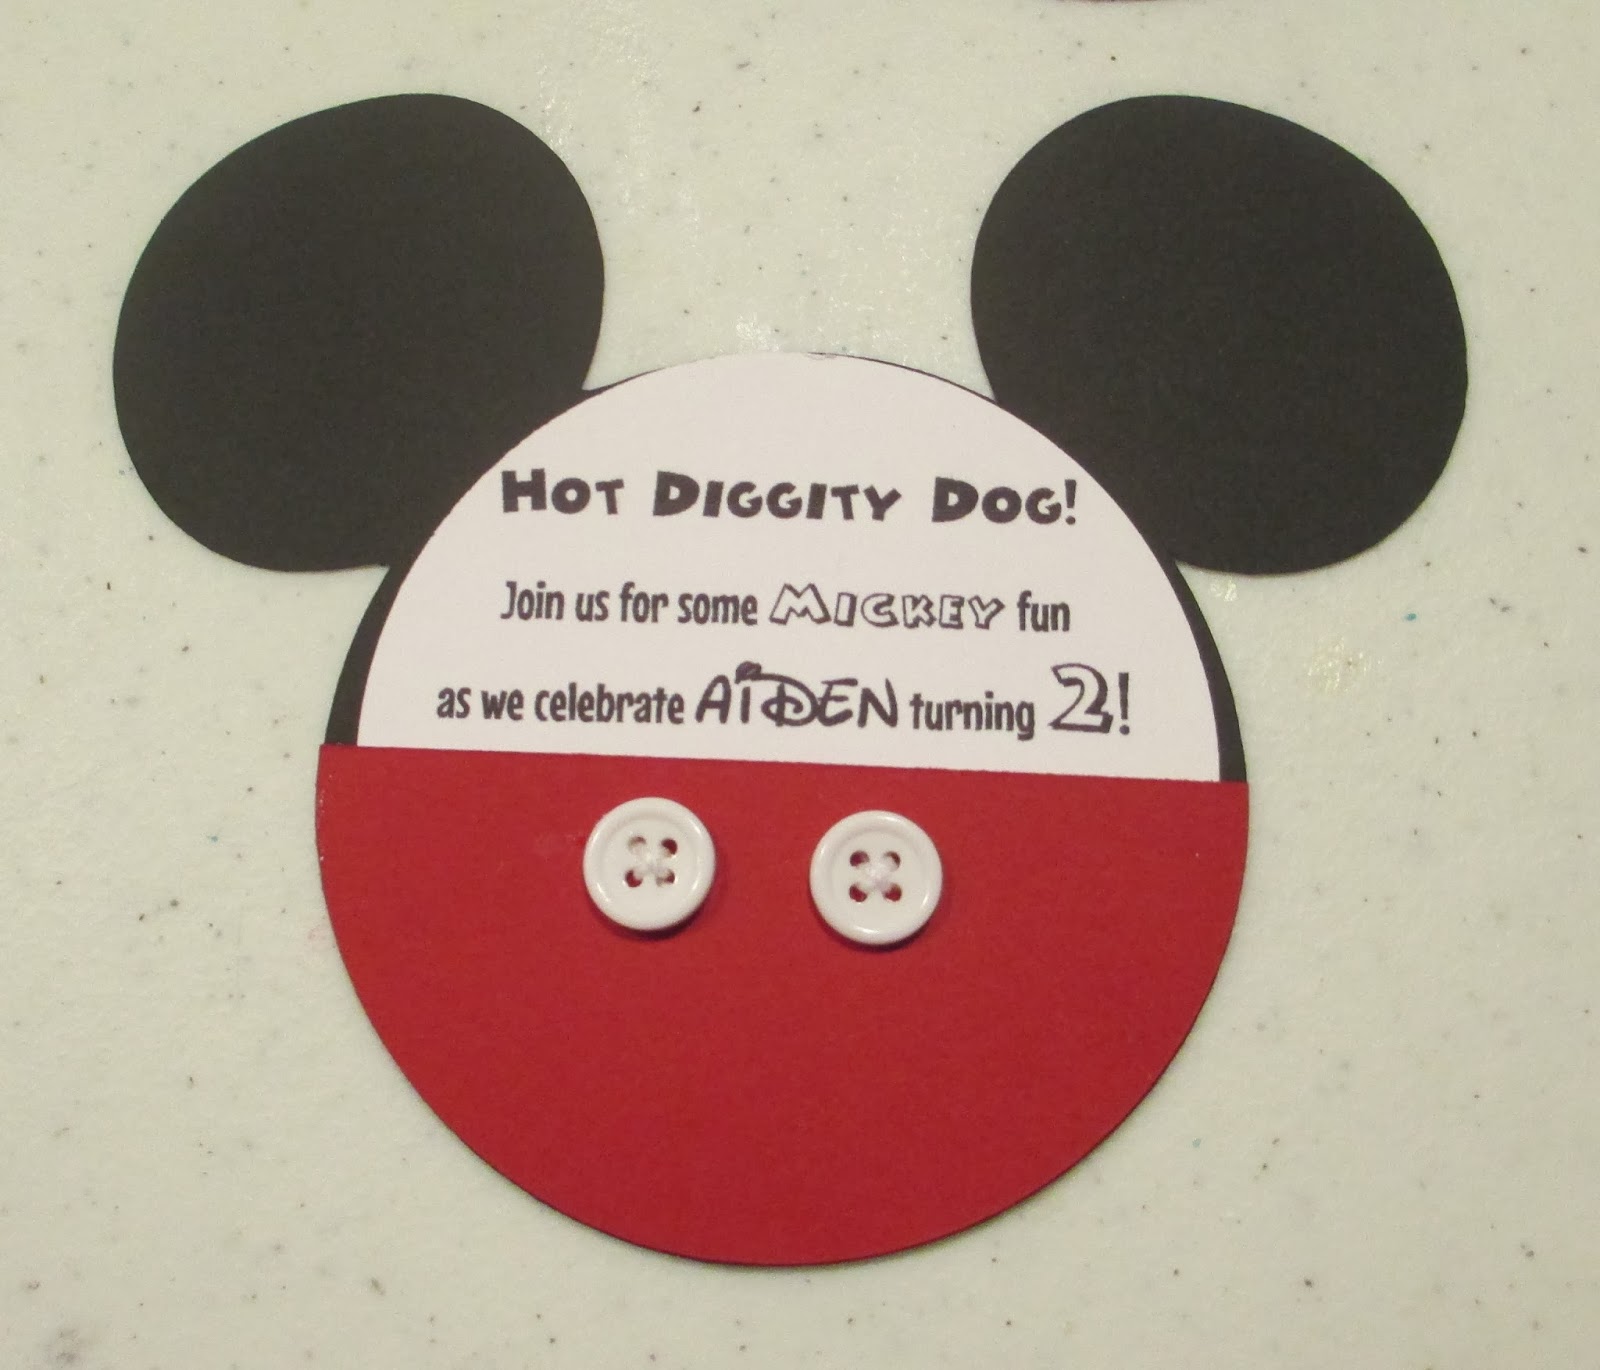 HOT DIGGITY DOG!
Join us for some MICKEY fun
as we celebrate AIDEN turning 2!